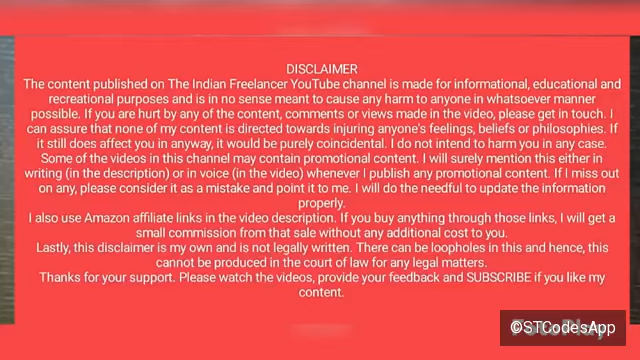 DISCLAIMER
The content published on The Indian Freelancer YouTube channel is made for informational, educational and
recreational purposes and is in no sense meant to cause any harm to anyone in whatsoever manner
possible. If you are hurt by any of the content, comments or views made in the video, please get in touch. I
can assure that none of my content is directed towards injuring anyone's feelings, beliefs or philosophies. If
it still does affect you in anyway, it would be purely coincidental. I do not intend to harm you in any case.
Some of the videos in this channel may contain promotional content. I will surely mention this either in
writing (in the description) or in voice (in the video) whenever I publish any promotional content. If I miss out
on any, please consider it as a mistake and point it to me. I will do the needful to update the information
properly.
I also use Amazon affiliate links in the video description. If you buy anything through those links, I will get a
small commission from that sale without any additional cost to you.
Lastly, this disclaimer is my own and is not legally written. There can be loopholes in this and hence, this
cannot be produced in the court of law for any legal matters.
Thanks for your support. Please watch the videos, provide your feedback and SUBSCRIBE if you like my
content.
©STCodesApp